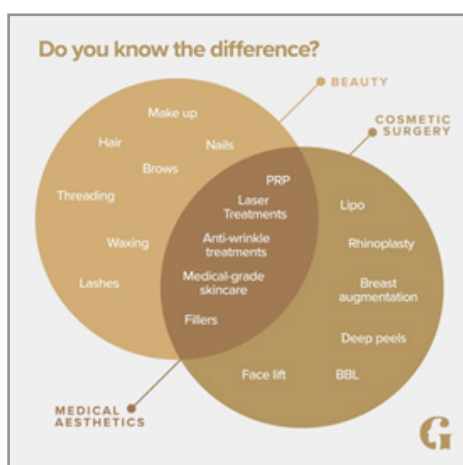 Do you know the difference?
BEAUTY
COSMETIC
SURGERY
Make up
Hair
Nails
Brows
Threading
Waxing
Lashes
PRP
Laser
Treatments
Anti-wrinkle
treatments
Medical-grade
skincare
Fillers
Lipo
Rhinoplasty
Breast
augmentation
Deep peels
Face lift
BBL
MEDICAL
AESTHETICS
G